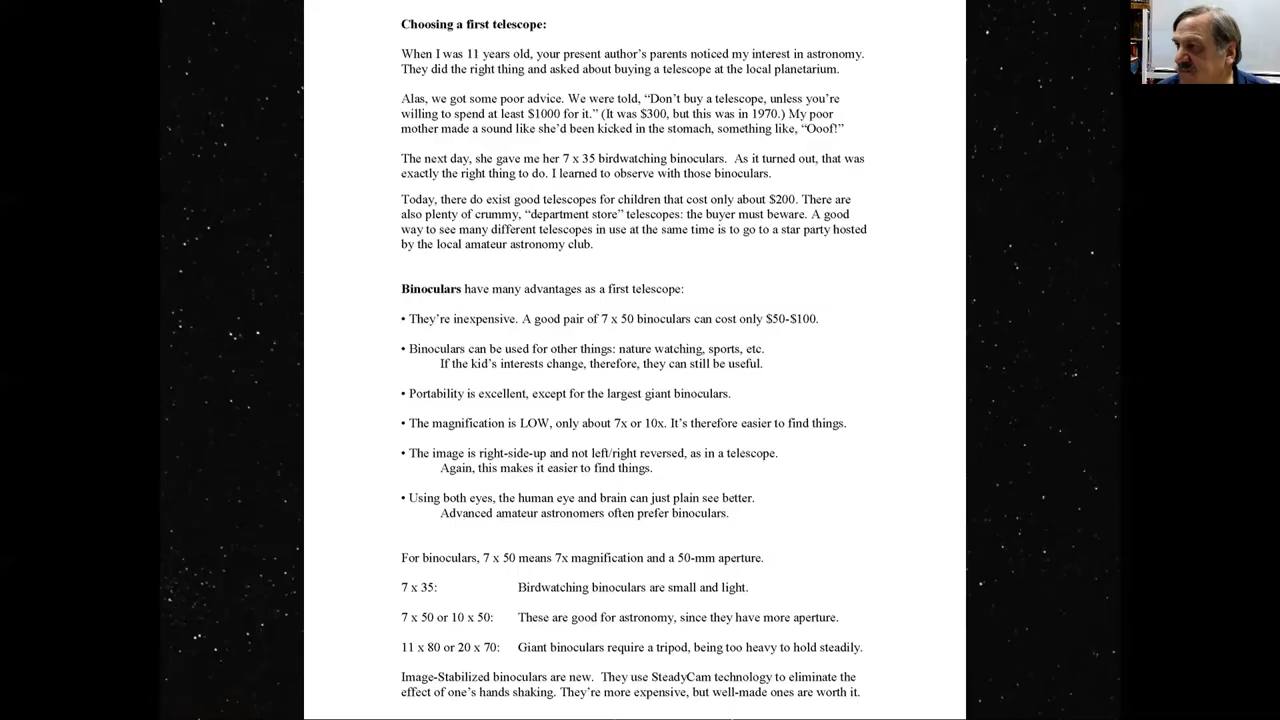 Choosing a first telescope:
When I was 11 years old, your present author's parents noticed my interest in astronomy.
They did the right thing and asked about buying a telescope at the local planetarium.
Alas, we got some poor advice. We were told, “Don't buy a telescope, unless you're
willing to spend at least $1000 for it.” (It was $300, but this was in 1970.) My poor
mother made a sound like she'd been kicked in the stomach, something like, “Ooof!”
The next day, she gave me her 7 x 35 birdwatching binoculars.  As it turned out, that was
exactly the right thing to do. I learned to observe with those binoculars.
Today, there do exist good telescopes for children that cost only about $200. There are
also plenty of crummy, “department store” telescopes: the buyer must beware. A good
way to see many different telescopes in use at the same time is to go to a star party hosted
by the local amateur astronomy club.
Binoculars have many advantages as a first telescope:
• They're inexpensive. A good pair of 7 x 50 binoculars can cost only $50-$100.
• Binoculars can be used for other things: nature watching, sports, etc.
If the kid's interests change, therefore, they can still be useful.
• Portability is excellent, except for the largest giant binoculars.
• The magnification is LOW, only about 7x or 10x. It's therefore easier to find things.
• The image is right-side-up and not left/right reversed, as in a telescope.
Again, this makes it easier to find things.
• Using both eyes, the human eye and brain can just plain see better.
Advanced amateur astronomers often prefer binoculars.
For binoculars, 7 x 50 means 7x magnification and a 50-mm aperture.
7 x 35: Birdwatching binoculars are small and light.
7 x 50 or 10 x 50: These are good for astronomy, since they have more aperture.
11 x 80 or 20 x 70: Giant binoculars require a tripod, being too heavy to hold steadily.
Image-Stabilized binoculars are new.  They use SteadyCam technology to eliminate the
effect of one's hands shaking. They're more expensive, but well-made ones are worth it.